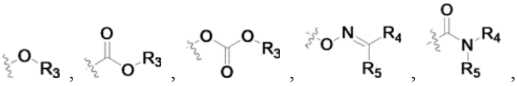 O R₃ ,
O O R₃ ,
O O R₃ O ,
O N R₄ R₅ ,
O N R₄ R₅ ,